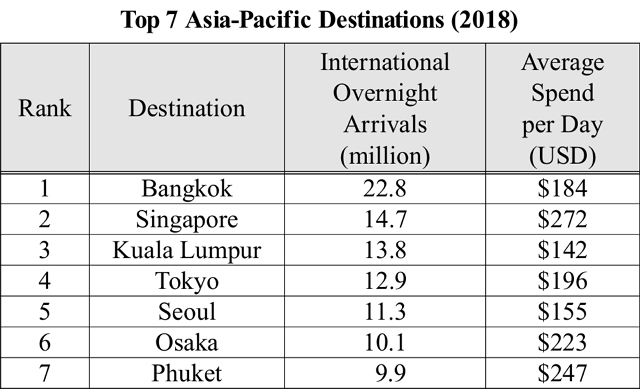 Top 7 Asia-Pacific Destinations (2018)
Rank Destination International Overnight Arrivals (million) Average Spend per Day (USD)
1 Bangkok 22.8 $184
2 Singapore 14.7 $272
3 Kuala Lumpur 13.8 $142
4 Tokyo 12.9 $196
5 Seoul 11.3 $155
6 Osaka 10.1 $223
7 Phuket 9.9 $247